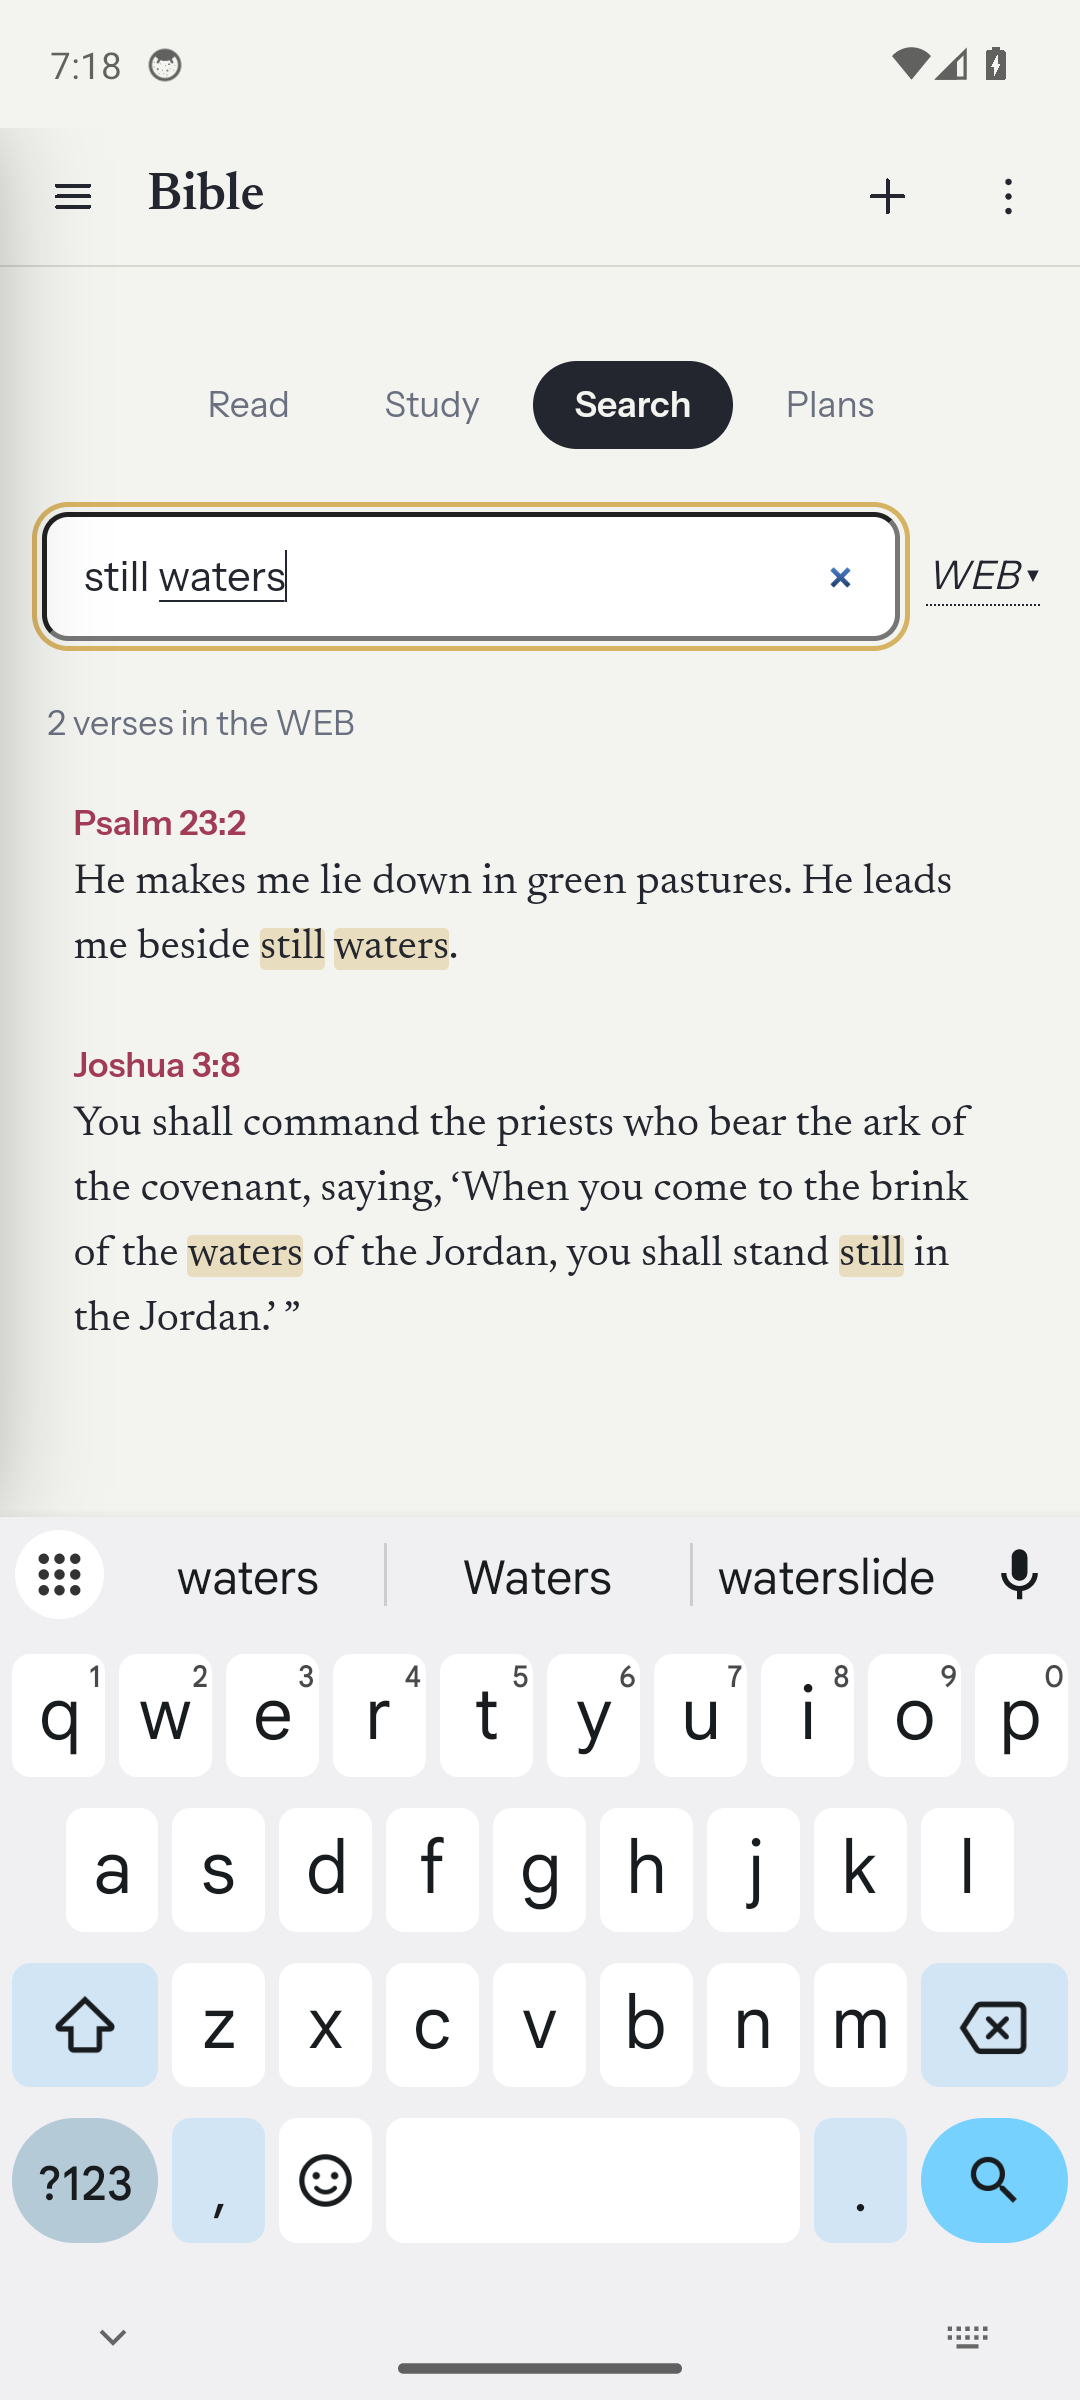 7:18
Bible
Read Study Search Plans
still waters
WEB
2 verses in the WEB
Psalm 23:2
He makes me lie down in green pastures. He leads
me beside still waters.
Joshua 3:8
You shall command the priests who bear the ark of
the covenant, saying, ‘When you come to the brink
of the waters of the Jordan, you shall stand still in
the Jordan.’ ”
waters Waters waterslide
1 2 3 4 5 6 7 8 9 0
q w e r t y u i o p
a s d f g h j k l
z x c v b n m
?123 , .